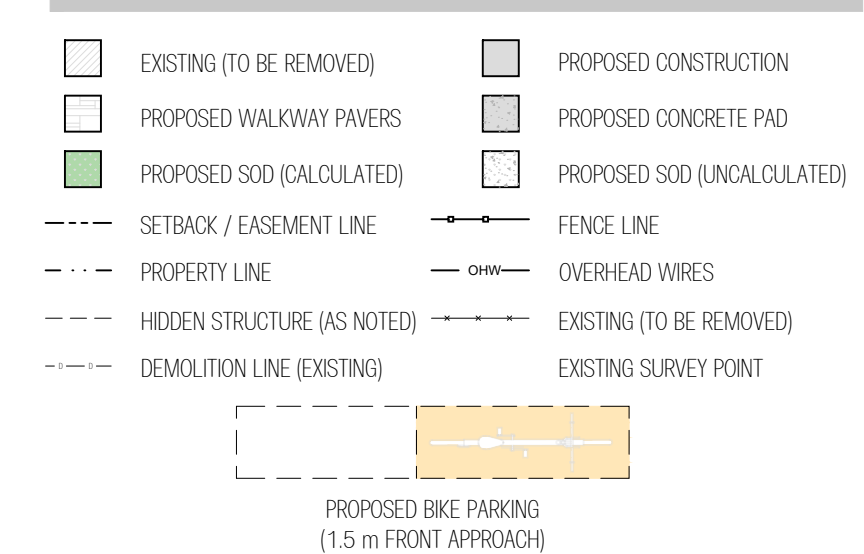 EXISTING (TO BE REMOVED)
PROPOSED CONSTRUCTION
PROPOSED WALKWAY PAVERS
PROPOSED CONCRETE PAD
PROPOSED SOD (CALCULATED)
PROPOSED SOD (UNCALCULATED)
SETBACK / EASEMENT LINE
FENCE LINE
PROPERTY LINE
OHW
OVERHEAD WIRES
HIDDEN STRUCTURE (AS NOTED)
EXISTING (TO BE REMOVED)
D D
DEMOLITION LINE (EXISTING)
EXISTING SURVEY POINT
PROPOSED BIKE PARKING
(1.5 m FRONT APPROACH)